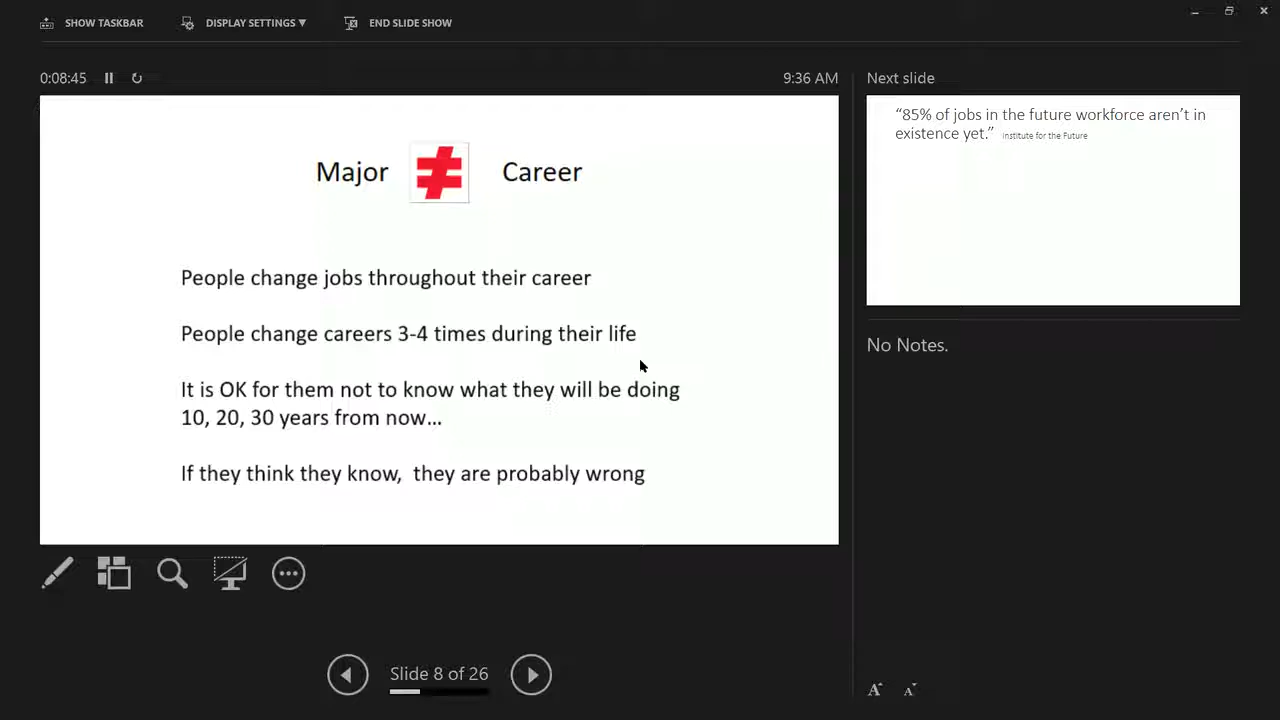 SHOW TASKBAR
DISPLAY SETTINGS ▼
END SLIDE SHOW
0:08:45
9:36 AM
Next slide
Major ≠ Career
People change jobs throughout their career
People change careers 3-4 times during their life
It is OK for them not to know what they will be doing
10, 20, 30 years from now...
If they think they know,  they are probably wrong
“85% of jobs in the future workforce aren’t in
existence yet.” Institute for the Future
No Notes.
Slide 8 of 26
A A